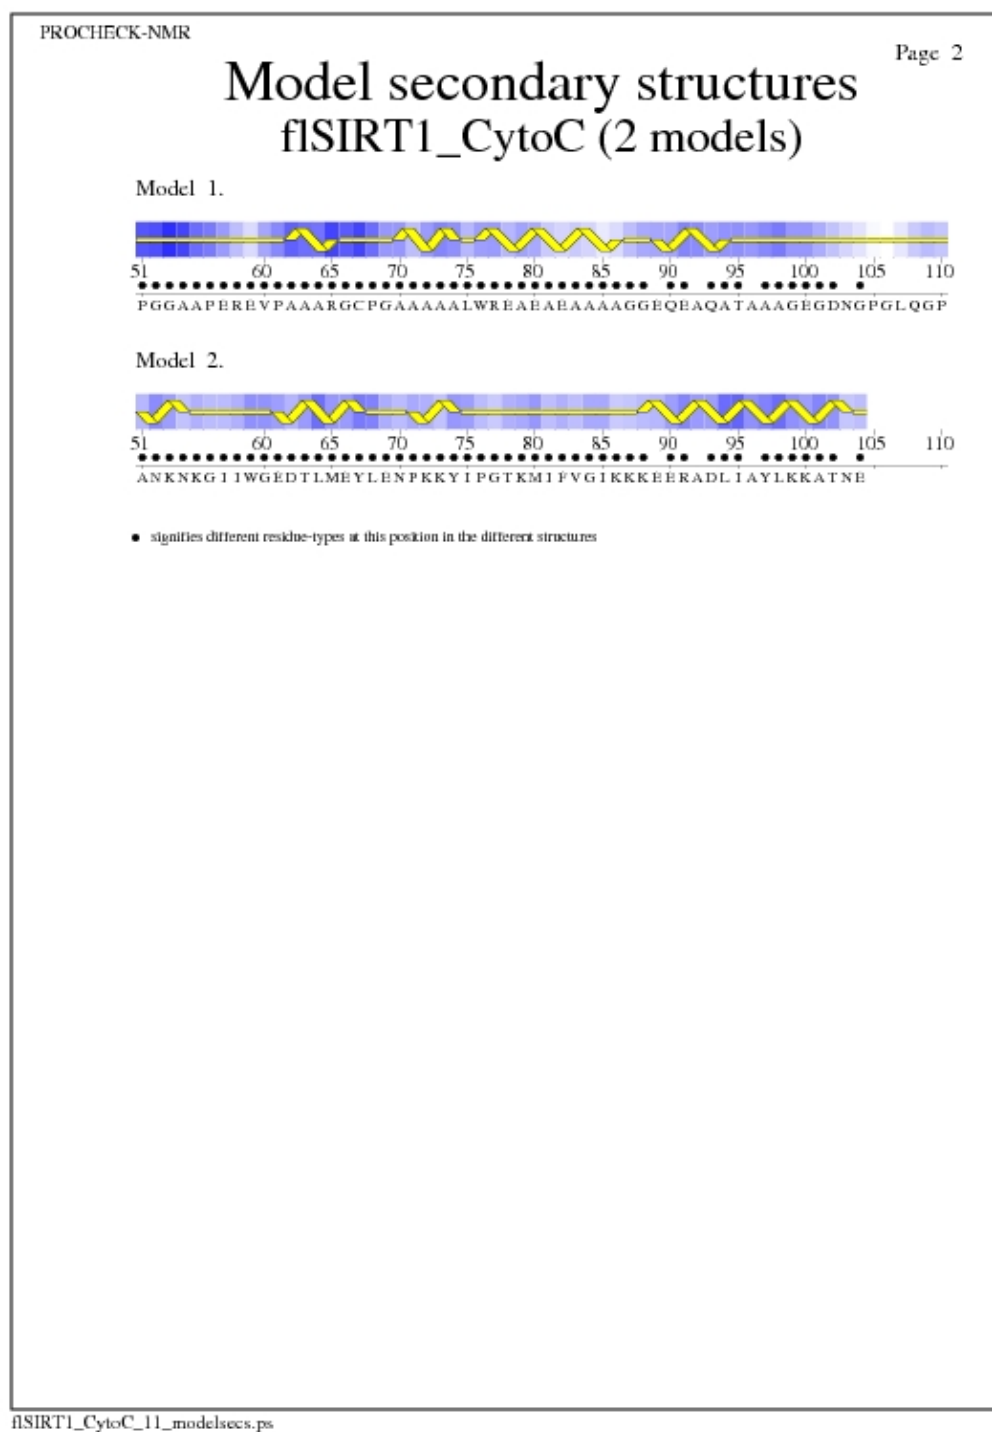 PROCHECK-NMR
Page 2
Model secondary structures
flSIRT1_CytoC (2 models)
Model 1.
51 60 65 70 75 80 85 90 95 100 105 110
PGGAAPEREVPAAARGCPGAAAAALWREAEAEAAAAGGEQEAQATAAAGEGDNGPGLQGP
Model 2.
51 60 65 70 75 80 85 90 95 100 105 110
ANKNKGIIWGEDTLMEYLENPKKYIPGTKMIFVGIKKKEERADLIAYLKKATNE
● signifies different residue-types at this position in the different structures
flSIRT1_CytoC_11_modelsecs.ps